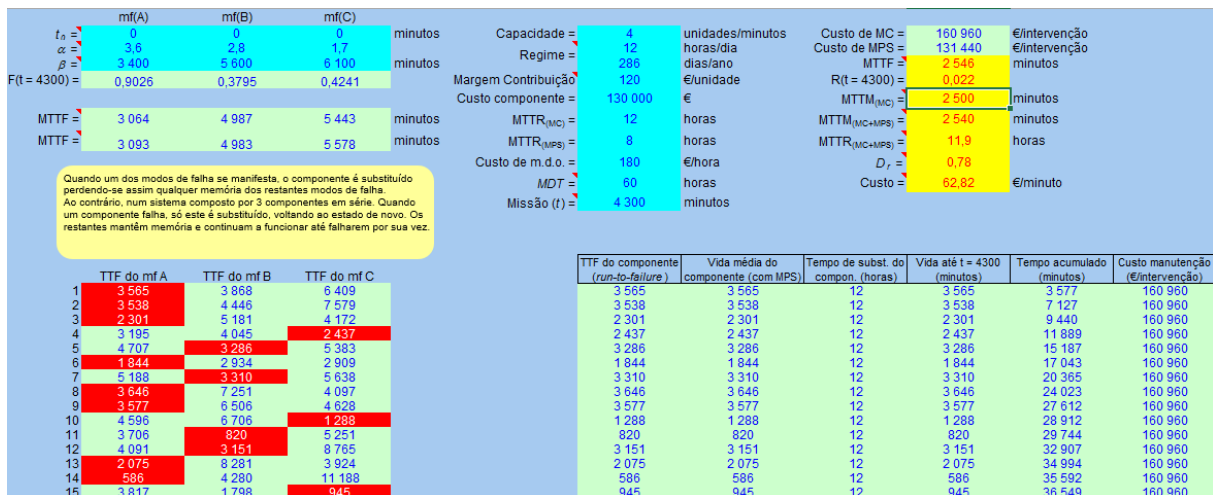 mf(A) mf(B) mf(C)
t₀ = 0 0 0 minutos
α = 3,6 2,8 1,7
β = 3 400 5 600 6 100 minutos
F(t = 4300) = 0,9026 0,3795 0,4241
MTTF = 3 064 4 987 5 443 minutos
MTTF = 3 093 4 983 5 578 minutos
Capacidade = 4 unidades/minutos
Regime = 12 horas/dia
286 dias/ano
Margem Contribuição 120 €/unidade
Custo componente = 130 000 €
MTTR(MC) = 12 horas
MTTR(MPS) = 8 horas
Custo de m.d.o. = 180 €/hora
MDT = 60 horas
Missão (t) = 4 300 minutos
Custo de MC = 160 960 €/intervenção
Custo de MPS = 131 440 €/intervenção
MTTF = 2 546 minutos
R(t = 4300) = 0,022
MTTM(MC) = 2 500 minutos
MTTM(MC+MPS) = 2 540 minutos
MTTR(MC+MPS) = 11,9 horas
Dᵣ = 0,78
Custo = 62,82 €/minuto
Quando um dos modos de falha se manifesta, o componente é substituído
perdendo-se assim qualquer memória dos restantes modos de falha.
Ao contrário, num sistema composto por 3 componentes em série. Quando
um componente falha, só este é substituído, voltando ao estado de novo. Os
restantes mantêm memória e continuam a funcionar até falharem por sua vez.
TTF do mf A TTF do mf B TTF do mf C
1 3 565 3 868 6 409
2 3 538 4 446 7 579
3 2 301 5 181 4 172
4 3 195 4 045 2 437
5 4 707 3 286 5 383
6 1 844 2 934 2 909
7 5 188 3 310 5 638
8 3 646 7 251 4 097
9 3 577 6 506 4 628
10 4 596 6 706 1 288
11 3 706 820 5 251
12 4 091 3 151 8 765
13 2 075 8 281 3 924
14 586 4 280 11 188
15 3 817 1 798 945
TTF do componente Vida média do Tempo de subst. do Vida até t = 4300 Tempo acumulado Custo manutenção
(run-to-failure) componente (com MPS) compon. (horas) (minutos) (minutos) (€/intervenção)
3 565 3 565 12 3 565 3 577 160 960
3 538 3 538 12 3 538 7 127 160 960
2 301 2 301 12 2 301 9 440 160 960
2 437 2 437 12 2 437 11 889 160 960
3 286 3 286 12 3 286 15 187 160 960
1 844 1 844 12 1 844 17 043 160 960
3 310 3 310 12 3 310 20 365 160 960
3 646 3 646 12 3 646 24 023 160 960
3 577 3 577 12 3 577 27 612 160 960
1 288 1 288 12 1 288 28 912 160 960
820 820 12 820 29 744 160 960
3 151 3 151 12 3 151 32 907 160 960
2 075 2 075 12 2 075 34 994 160 960
586 586 12 586 35 592 160 960
945 945 12 945 36 549 160 960